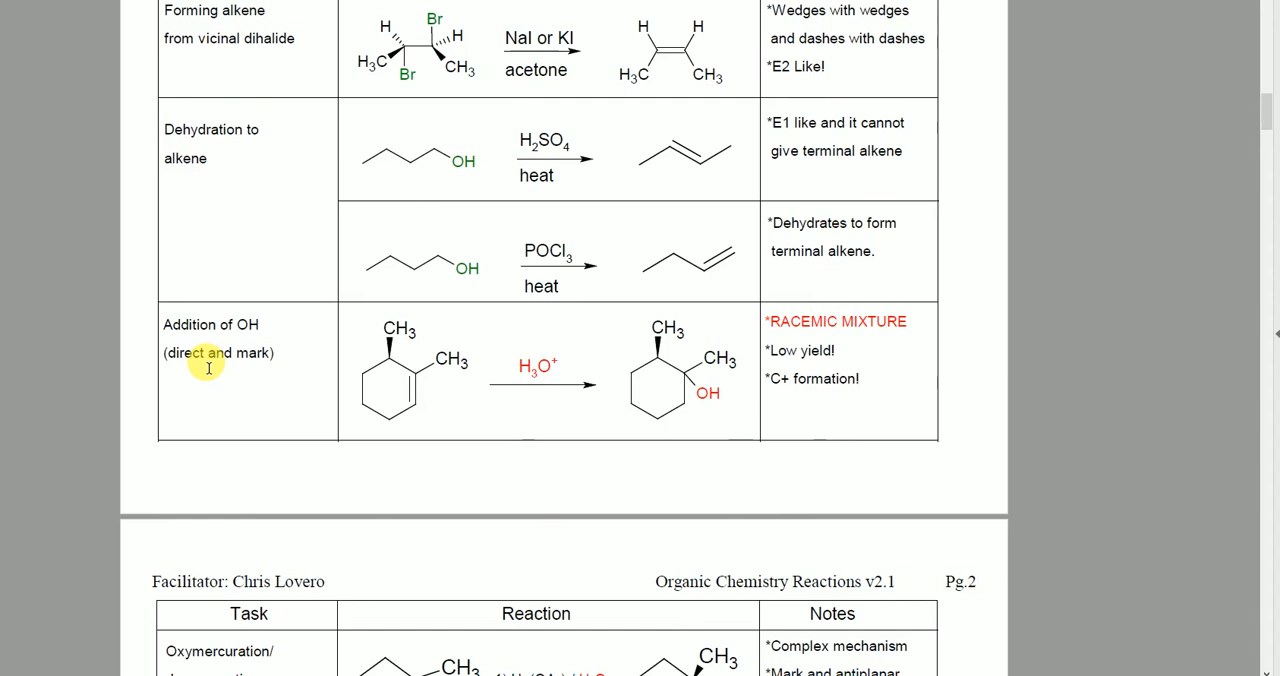 Forming alkene
from vicinal dihalide
Br
H
H
H₃C
CH₃
Br
NaI or KI
acetone
H
H
H₃C
CH₃
*Wedges with wedges
and dashes with dashes
*E2 Like!
Dehydration to
alkene
OH
H₂SO₄
heat
*E1 like and it cannot
give terminal alkene
OH
POCl₃
heat
*Dehydrates to form
terminal alkene.
Addition of OH
(direct and mark)
CH₃
CH₃
H₃O⁺
CH₃
CH₃
OH
*RACEMIC MIXTURE
*Low yield!
*C+ formation!
Facilitator: Chris Lovero
Organic Chemistry Reactions v2.1
Pg.2
Task
Reaction
Notes
Oxymercuration/
CH₃
CH₃
*Complex mechanism
*Mark and antiplanar